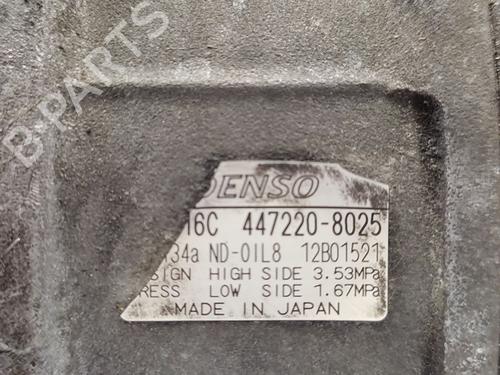 B-PARTS
DENSO
16C 447220-8025
34a ND-OIL8 12B01521
SIGN HIGH SIDE 3.53MPa
PRESS LOW SIDE 1.67MPa
MADE IN JAPAN